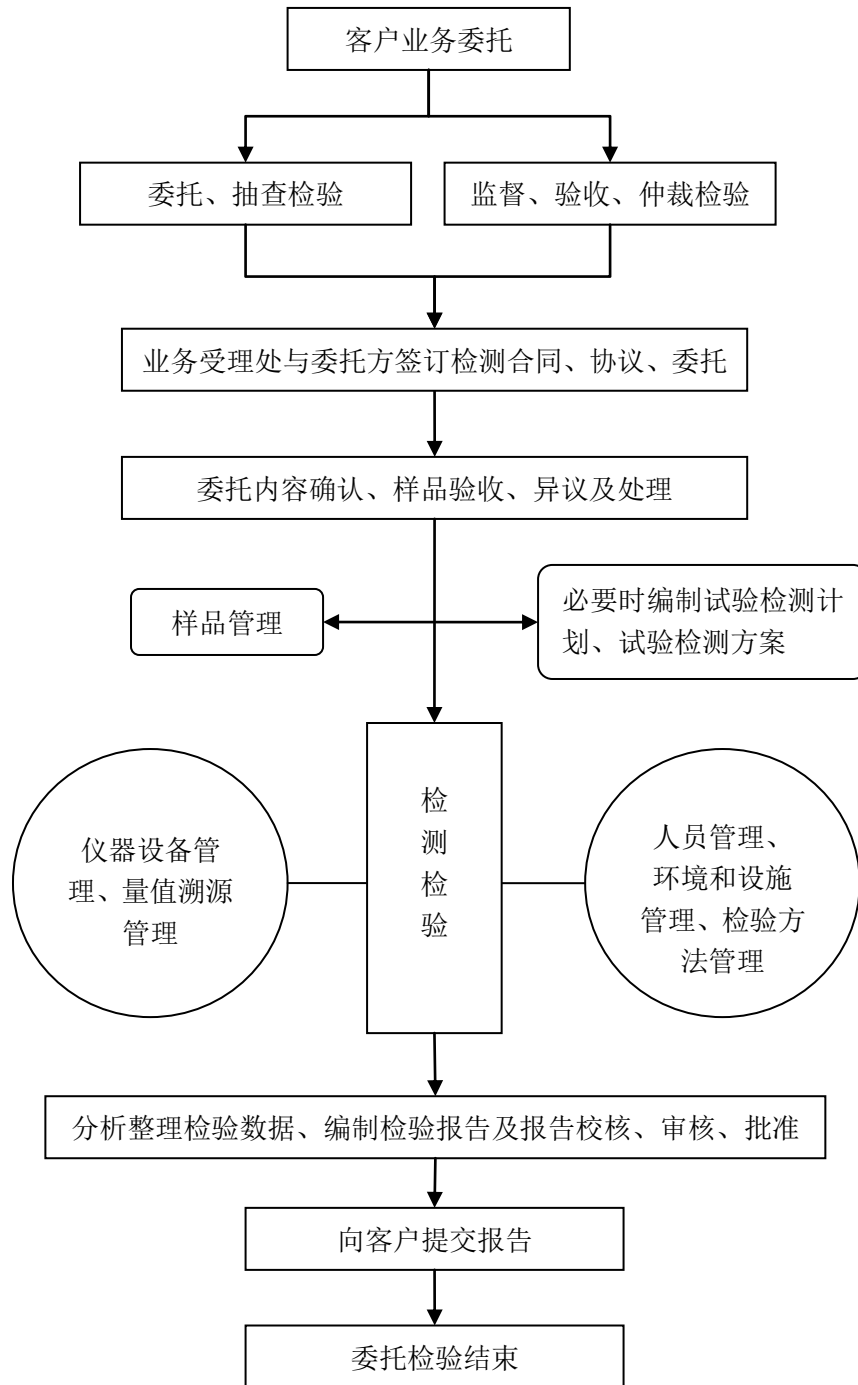 客户业务委托
委托、抽查检验
监督、验收、仲裁检验
业务受理处与委托方签订检测合同、协议、委托
委托内容确认、样品验收、异议及处理
样品管理
必要时编制试验检测计
划、试验检测方案
仪器设备管
理、量值溯源
管理
检
测
检
验
人员管理、
环境和设施
管理、检验方
法管理
分析整理检验数据、编制检验报告及报告校核、审核、批准
向客户提交报告
委托检验结束